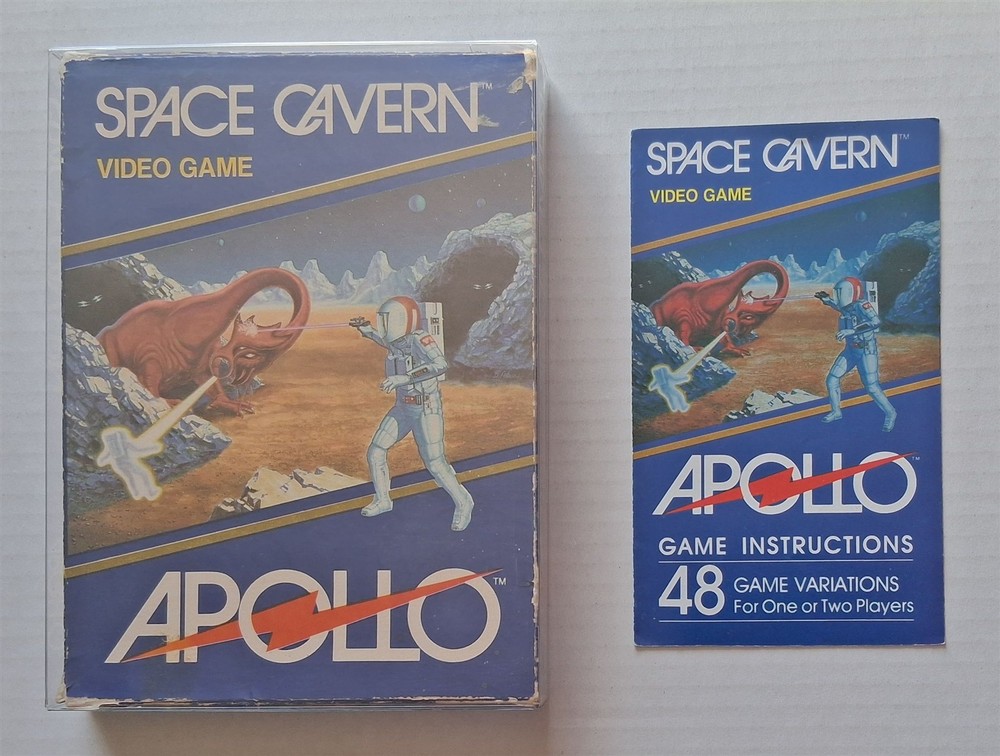 SPACE CAVERN™
VIDEO GAME
APOLLO™
SPACE CAVERN™
VIDEO GAME
APOLLO™
GAME INSTRUCTIONS
48 GAME VARIATIONS
For One or Two Players